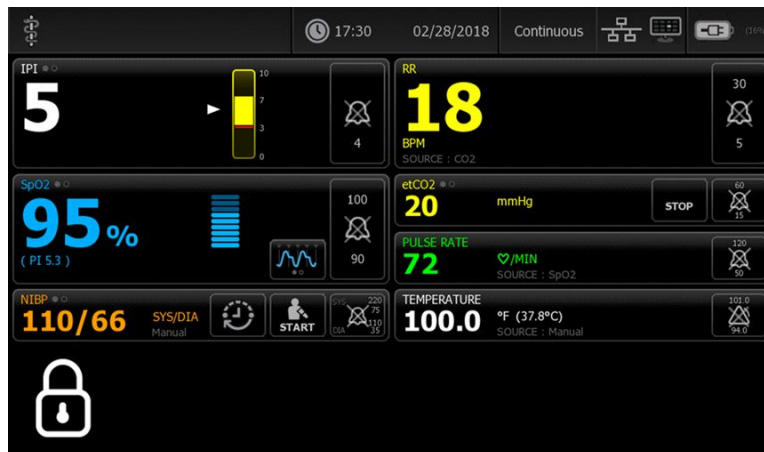 17:30 02/28/2018 Continuous
IPI
5
10
7
3
0
4
RR
18
BPM
SOURCE : CO2
30
5
SpO2
95%
( PI 5.3 )
100
90
etCO2
20 mmHg
STOP
60
15
PULSE RATE
72 /MIN
SOURCE : SpO2
120
50
NIBP
110/66 SYS/DIA
Manual
START
SYS 220
75
110
DIA 35
TEMPERATURE
100.0 °F (37.8°C)
SOURCE : Manual
101.0
94.0